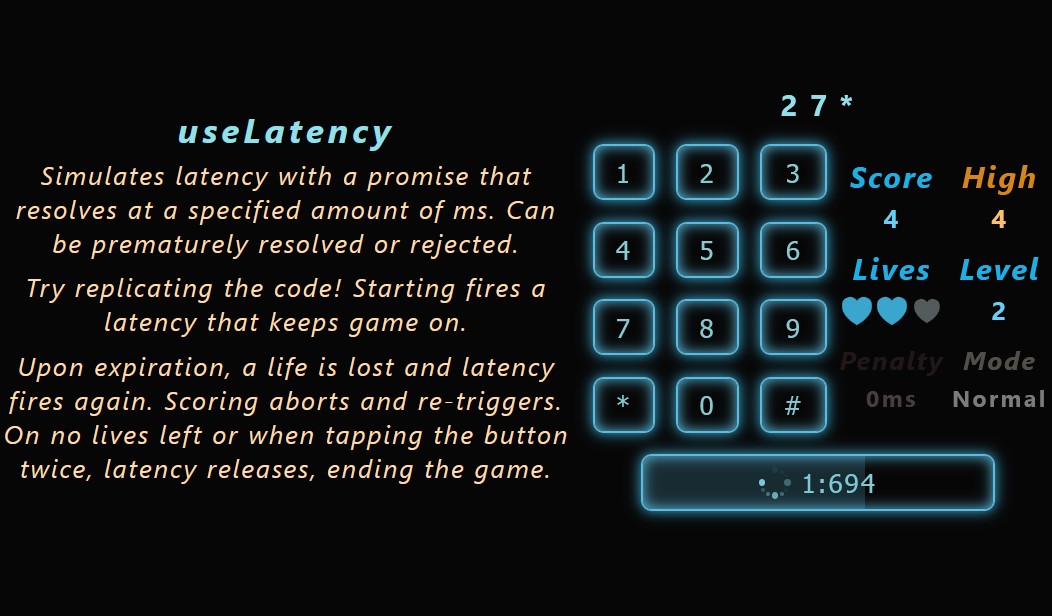 useLatency
Simulates latency with a promise that
resolves at a specified amount of ms. Can
be prematurely resolved or rejected.
Try replicating the code! Starting fires a
latency that keeps game on.
Upon expiration, a life is lost and latency
fires again. Scoring aborts and re-triggers.
On no lives left or when tapping the button
twice, latency releases, ending the game.
2 7 *
1 2 3
4 5 6
7 8 9
* 0 #
Score High
4 4
Lives Level
2
Penalty Mode
0ms Normal
1:694